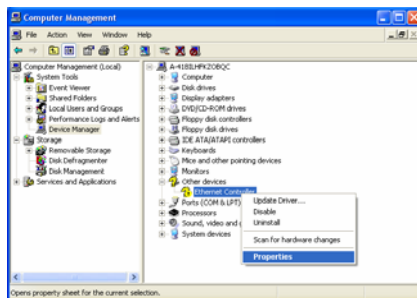 Computer Management
File Action View Window Help
Computer Management (Local)
System Tools
Event Viewer
Shared Folders
Local Users and Groups
Performance Logs and Alerts
Device Manager
Storage
Removable Storage
Disk Defragmenter
Disk Management
Services and Applications
Computer
Disk drives
Display adapters
DVD/CD-ROM drives
Floppy disk controllers
Floppy disk drives
IDE ATA/ATAPI controllers
Keyboards
Mice and other pointing devices
Monitors
Other devices
Ethernet Controller
Ports (COM & LPT)
Processors
Sound, video and
System devices
Update Driver...
Disable
Uninstall
Scan for hardware changes
Properties
Opens property sheet for the current selection.